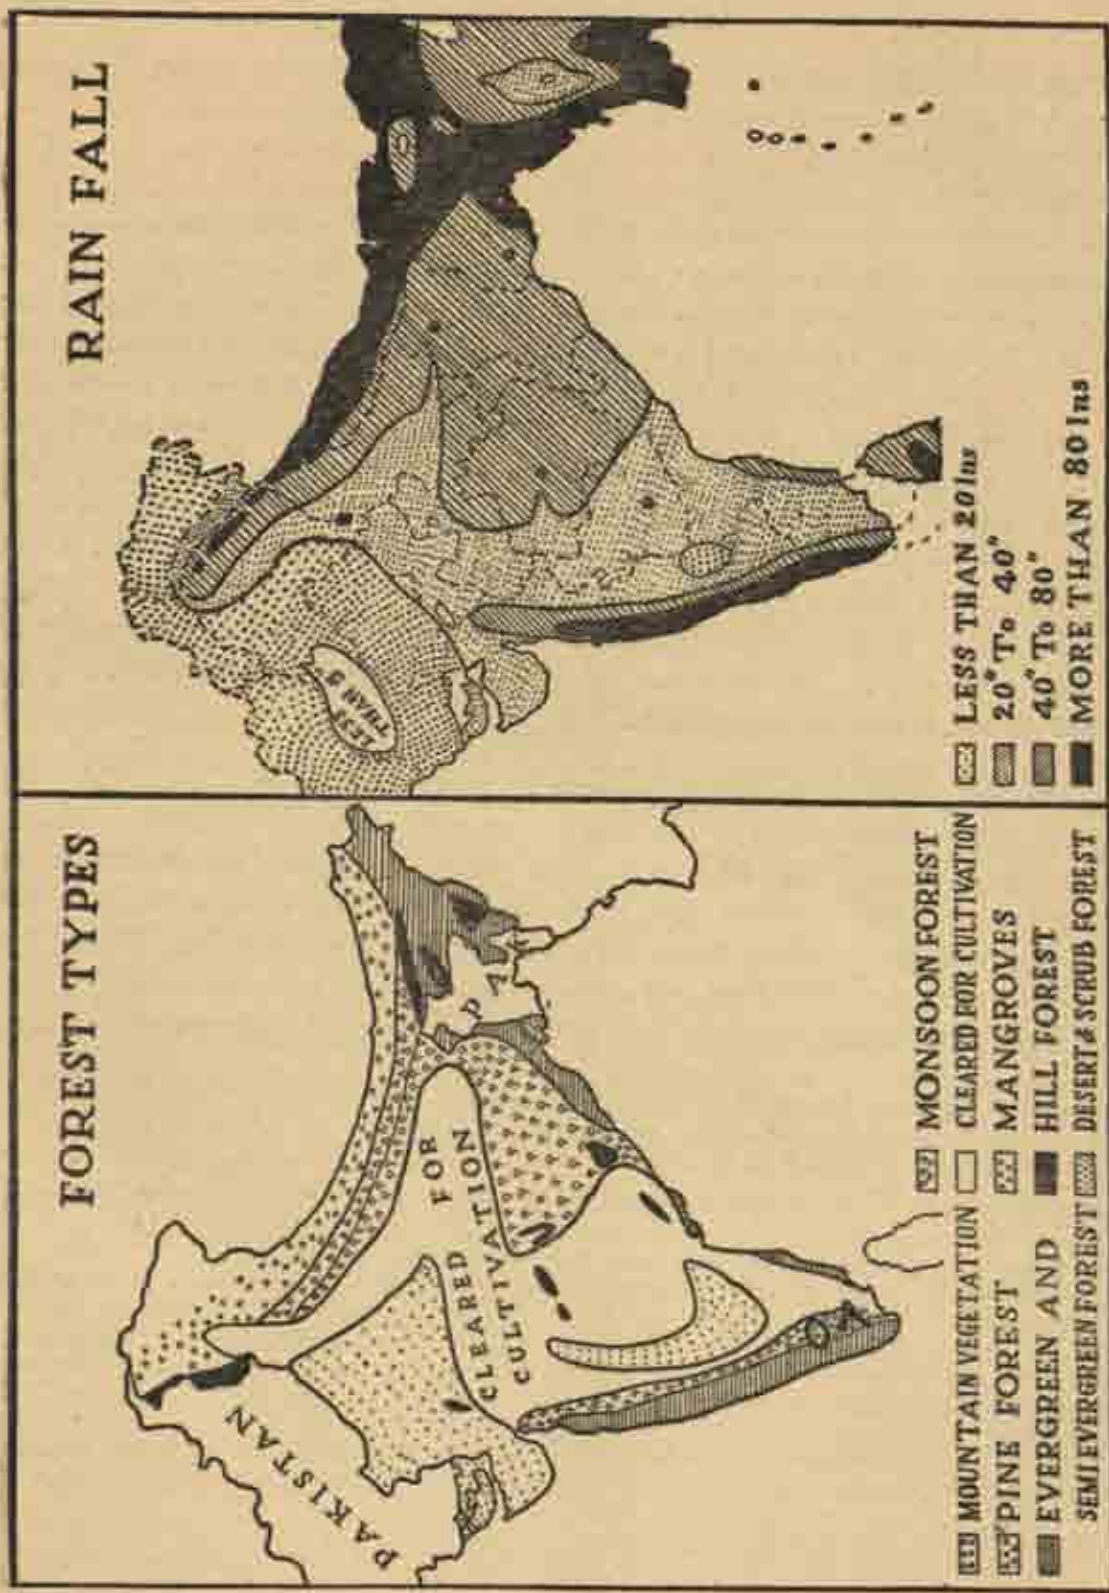 FOREST TYPES
PAKISTAN
CLEARED FOR
CULTIVATION
MOUNTAIN VEGETATION
PINE FOREST
EVERGREEN AND
SEMI EVERGREEN FOREST
MONSOON FOREST
CLEARED FOR CULTIVATION
MANGROVES
HILL FOREST
DESERT & SCRUB FOREST
RAIN FALL
LESS
THAN 5
LESS THAN 20 Ins
20" To 40"
40" To 80"
MORE THAN 80 Ins